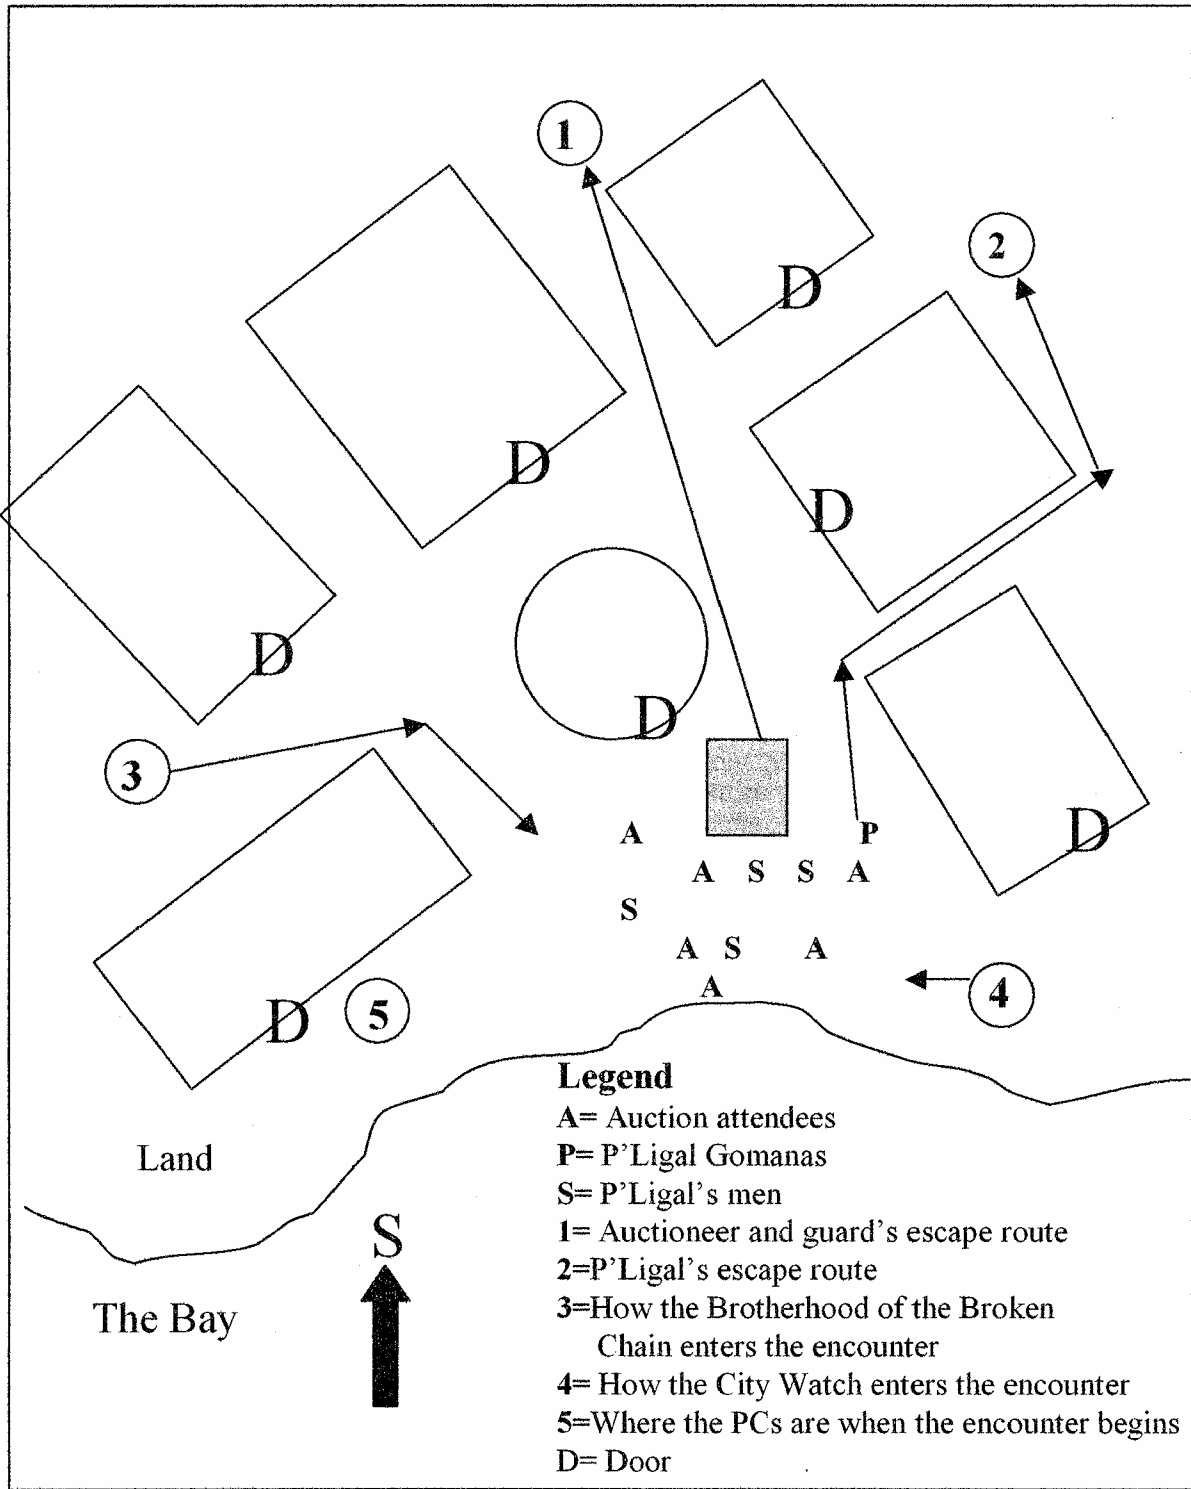 1
2
D
D
D
D
D
3
A
P
D
A S S A
S
A S A
A
4
D
5
Legend
A= Auction attendees
Land
P= P’Ligal Gomanas
S= P’Ligal’s men
S
1= Auctioneer and guard’s escape route
2=P’Ligal’s escape route
The Bay
3=How the Brotherhood of the Broken
Chain enters the encounter
4= How the City Watch enters the encounter
5=Where the PCs are when the encounter begins
D= Door